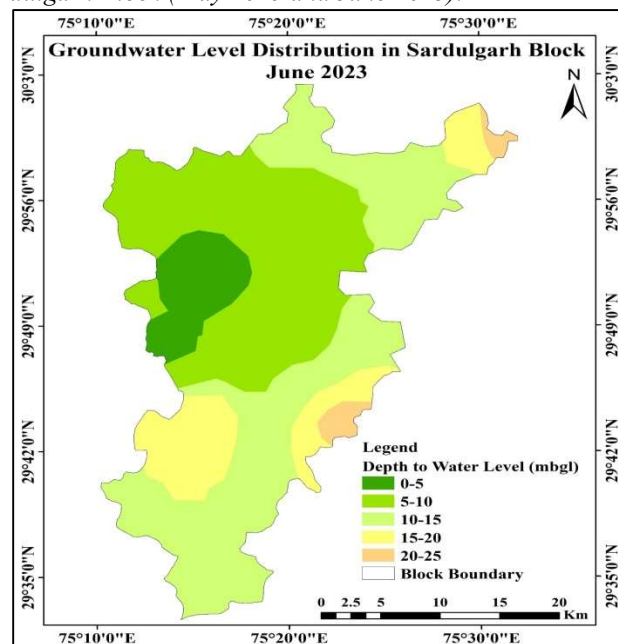 75°10'0"E 75°20'0"E 75°30'0"E
Groundwater Level Distribution in Sardulgarh Block
June 2023
N
30°3'0"N 30°3'0"N
29°56'0"N 29°56'0"N
29°49'0"N 29°49'0"N
29°42'0"N 29°42'0"N
29°35'0"N 29°35'0"N
Legend
Depth to Water Level (mbgl)
0-5
5-10
10-15
15-20
20-25
Block Boundary
0 2.5 5 10 15 20
Km
75°10'0"E 75°20'0"E 75°30'0"E